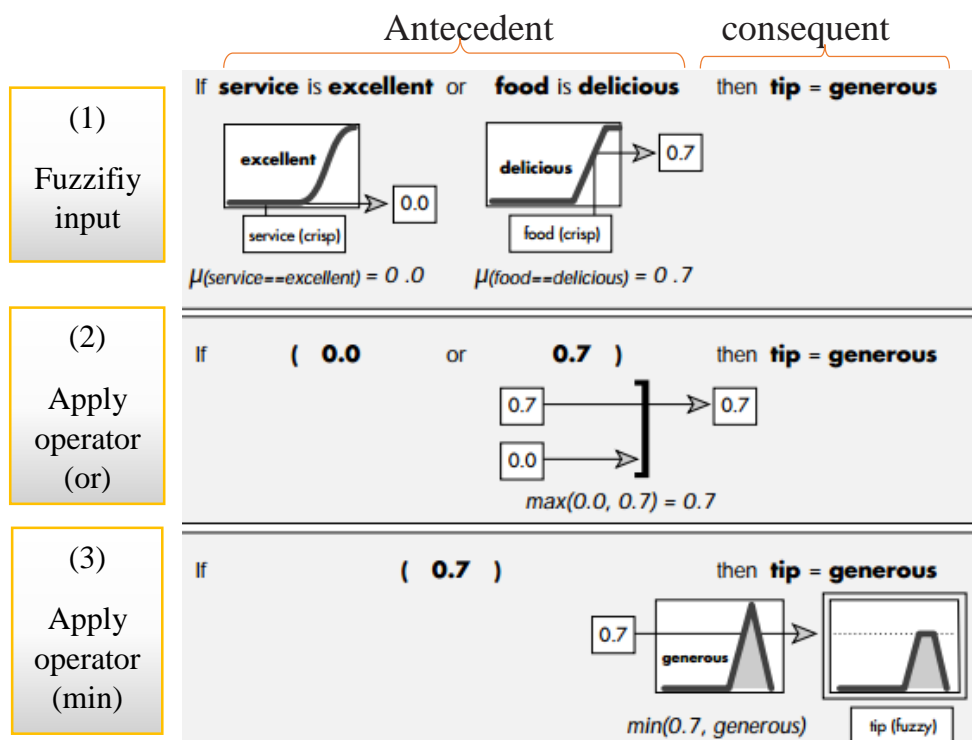 Antecedent
consequent
(1)
Fuzzifiy
input
If service is excellent or food is delicious then tip = generous
excellent
0.0
service (crisp)
μ(service==excellent) = 0 .0
delicious
0.7
food (crisp)
μ(food==delicious) = 0 .7
(2)
Apply
operator
(or)
If ( 0.0 or 0.7 ) then tip = generous
0.7
0.7
0.0
max(0.0, 0.7) = 0.7
(3)
Apply
operator
(min)
If ( 0.7 ) then tip = generous
0.7
generous
min(0.7, generous)
tip (fuzzy)